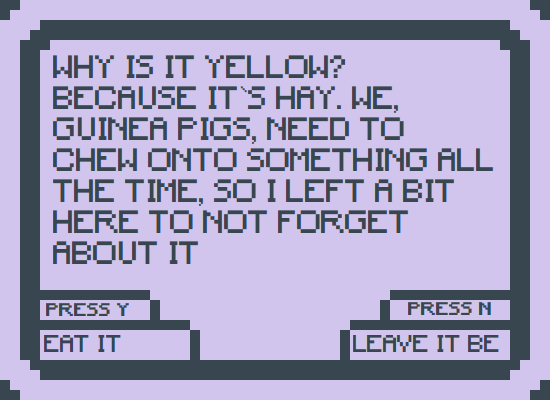 WHY IS IT YELLOW?
BECAUSE IT`S HAY. WE,
GUINEA PIGS, NEED TO
CHEW ONTO SOMETHING ALL
THE TIME, SO I LEFT A BIT
HERE TO NOT FORGET
ABOUT IT
PRESS Y
PRESS N
EAT IT
LEAVE IT BE